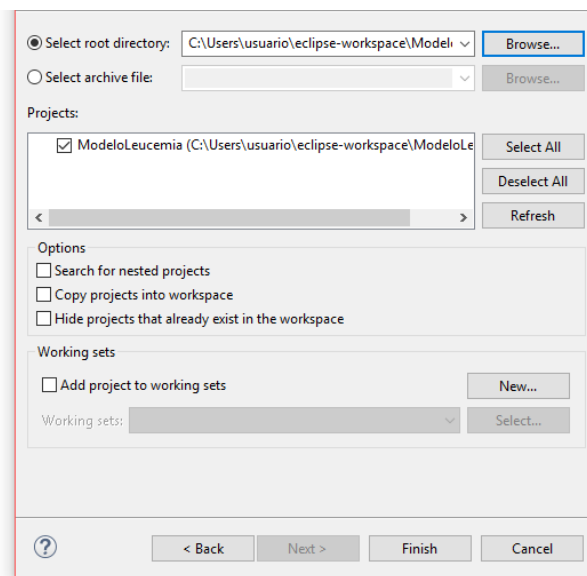 Select root directory: C:\Users\usuario\eclipse-workspace\Model Browse...
Select archive file: Browse...
Projects:
ModeloLeucemia (C:\Users\usuario\eclipse-workspace\ModeloLe Select All
Deselect All
Refresh
Options
Search for nested projects
Copy projects into workspace
Hide projects that already exist in the workspace
Working sets
Add project to working sets New...
Working sets: Select...
? < Back Next > Finish Cancel